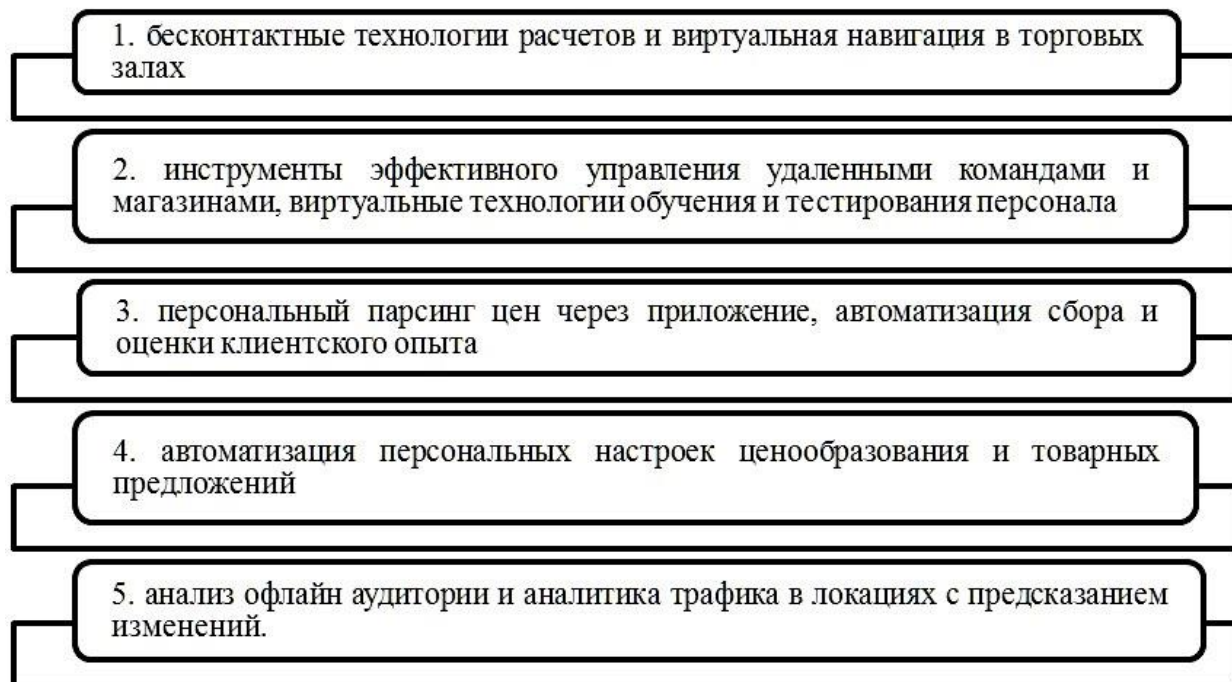 1. бесконтактные технологии расчетов и виртуальная навигация в торговых
залах
2. инструменты эффективного управления удаленными командами и
магазинами, виртуальные технологии обучения и тестирования персонала
3. персональный парсинг цен через приложение, автоматизация сбора и
оценки клиентского опыта
4. автоматизация персональных настроек ценообразования и товарных
предложений
5. анализ офлайн аудитории и аналитика трафика в локациях с предсказанием
изменений.